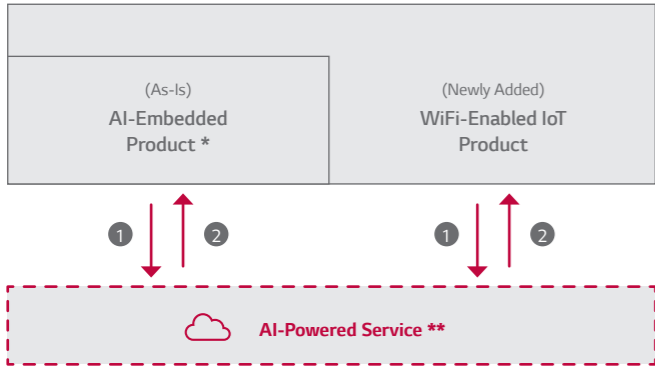 (As-Is)
AI-Embedded
Product *
(Newly Added)
WiFi-Enabled IoT
Product
1
2
1
2
AI-Powered Service **